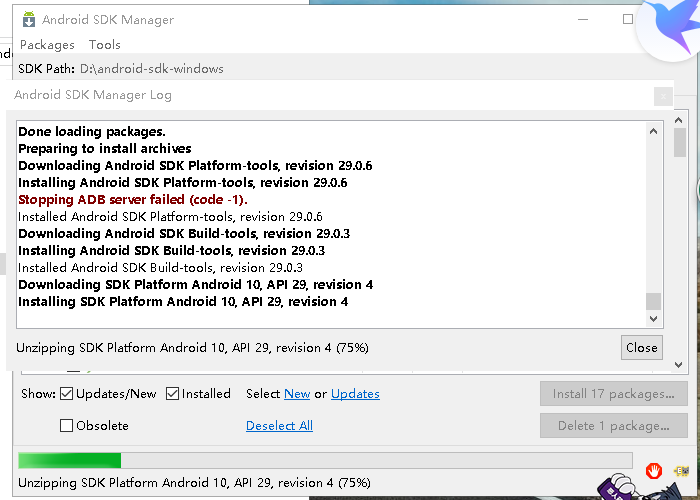 Android SDK Manager
Packages Tools
SDK Path: D:\android-sdk-windows
Android SDK Manager Log
Done loading packages.
Preparing to install archives
Downloading Android SDK Platform-tools, revision 29.0.6
Installing Android SDK Platform-tools, revision 29.0.6
Stopping ADB server failed (code -1).
Installed Android SDK Platform-tools, revision 29.0.6
Downloading Android SDK Build-tools, revision 29.0.3
Installing Android SDK Build-tools, revision 29.0.3
Installed Android SDK Build-tools, revision 29.0.3
Downloading SDK Platform Android 10, API 29, revision 4
Installing SDK Platform Android 10, API 29, revision 4
Unzipping SDK Platform Android 10, API 29, revision 4 (75%)
Close
Show: Updates/New Installed Select New or Updates
Install 17 packages...
Obsolete Deselect All
Delete 1 package...
Unzipping SDK Platform Android 10, API 29, revision 4 (75%)